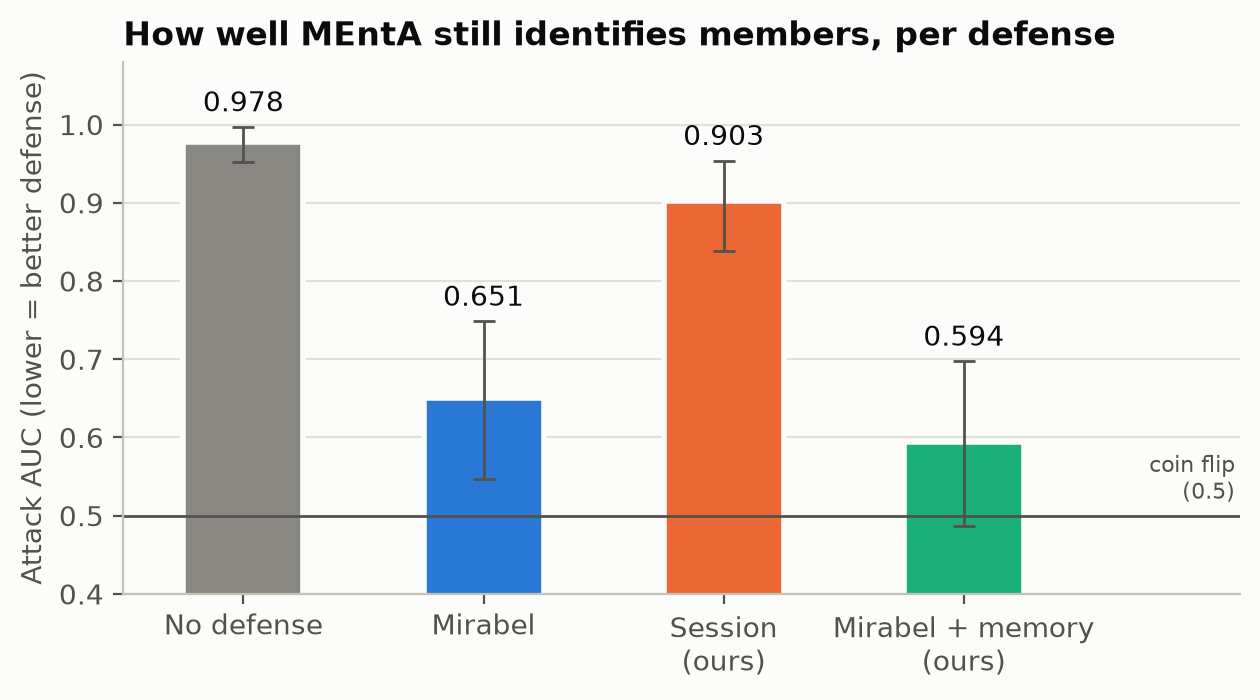 How well MEntA still identifies members, per defense
Attack AUC (lower = better defense)
1.0
0.9
0.8
0.7
0.6
0.5
0.4
0.978
0.651
0.903
0.594
coin flip
(0.5)
No defense
Mirabel
Session
(ours)
Mirabel + memory
(ours)